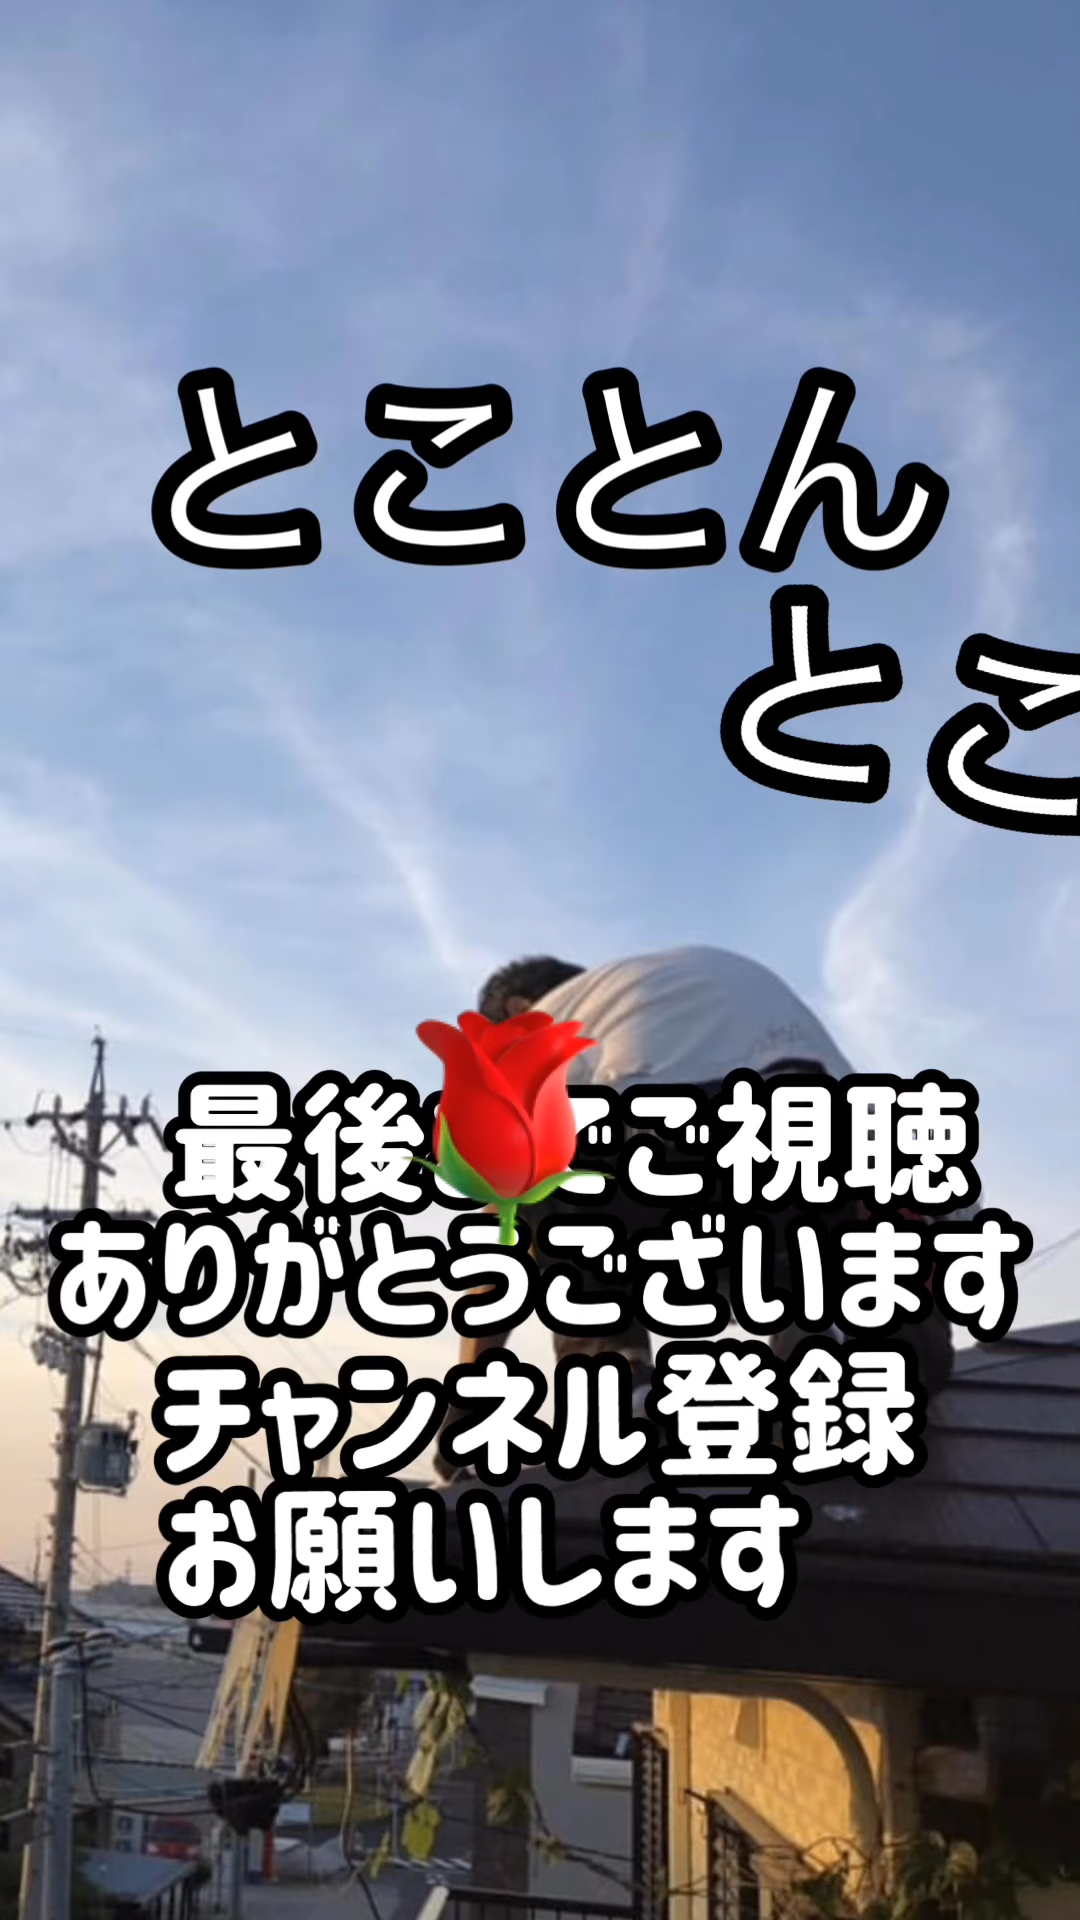 とことん
とこ
最後でご視聴
ありがとうございます
チャンネル登録
お願いします